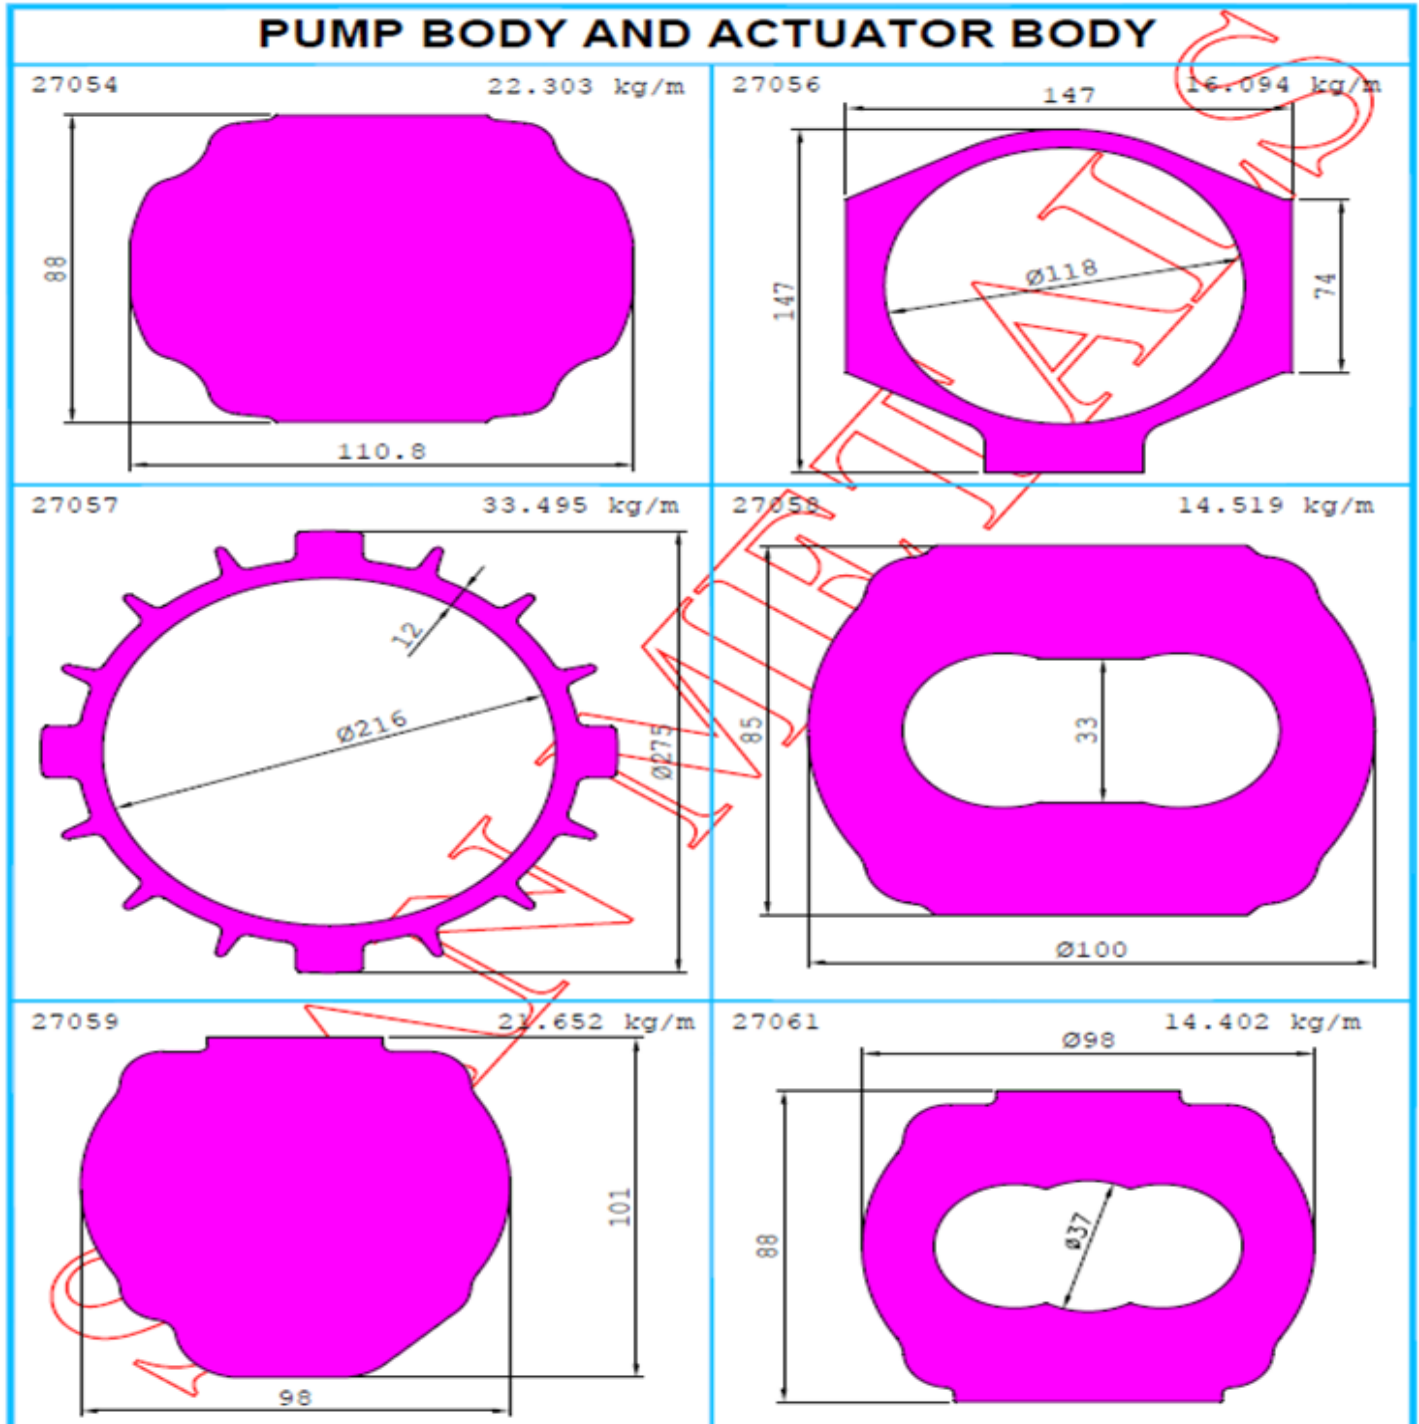 PUMP BODY AND ACTUATOR BODY
27054 22.303 kg/m
88
110.8
27056 16.094 kg/m
147
147
Ø118
74
27057 33.495 kg/m
12
Ø216
Ø275
27058 14.519 kg/m
85
33
Ø100
27059 21.652 kg/m
101
98
27061 14.402 kg/m
Ø98
88
Ø37